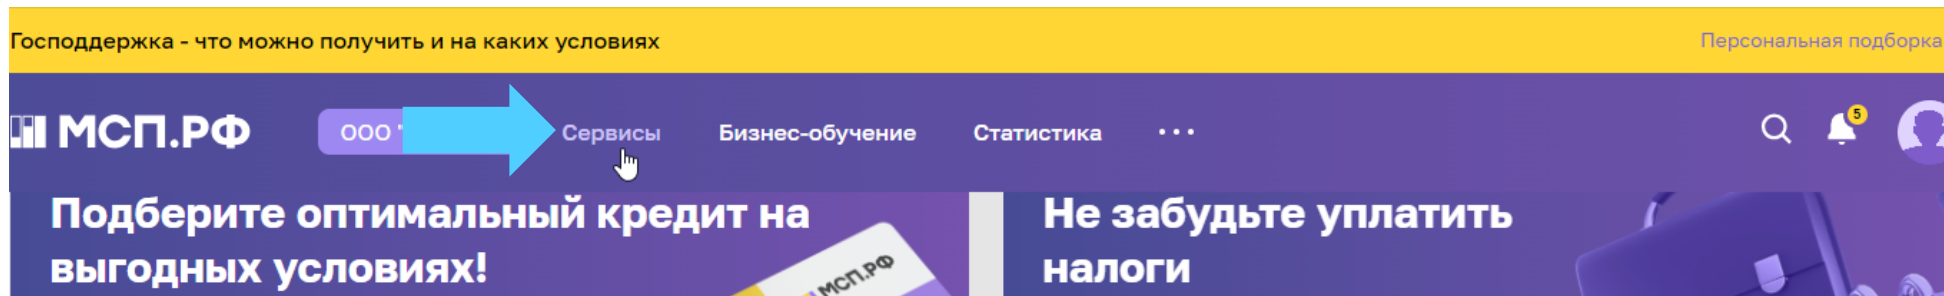 Господдержка - что можно получить и на каких условиях
Персональная подборка
МСП.РФ
ООО "
Сервисы
Бизнес-обучение
Статистика
...
5
Подберите оптимальный кредит на
выгодных условиях!
МСП.РФ
Не забудьте уплатить
налоги